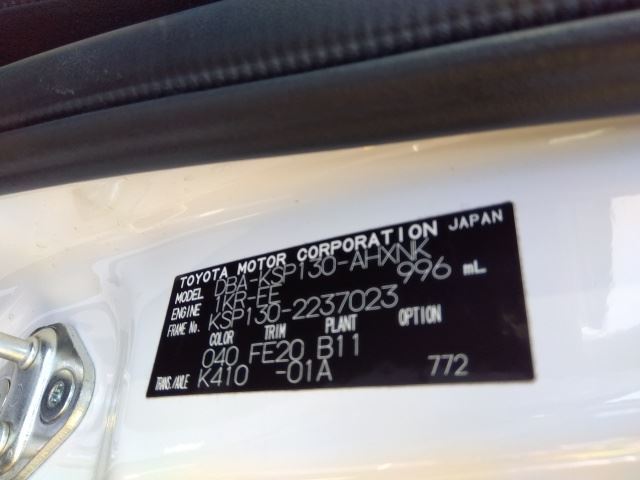 TOYOTA MOTOR CORPORATION JAPAN
MODEL DBA-KSP130-AHXNK
ENGINE 1KR-FE 996 mL
FRAME No. KSP130-2237023
COLOR TRIM PLANT OPTION
040 FE20 B11
TRANS./AXLE K410 -01A 772